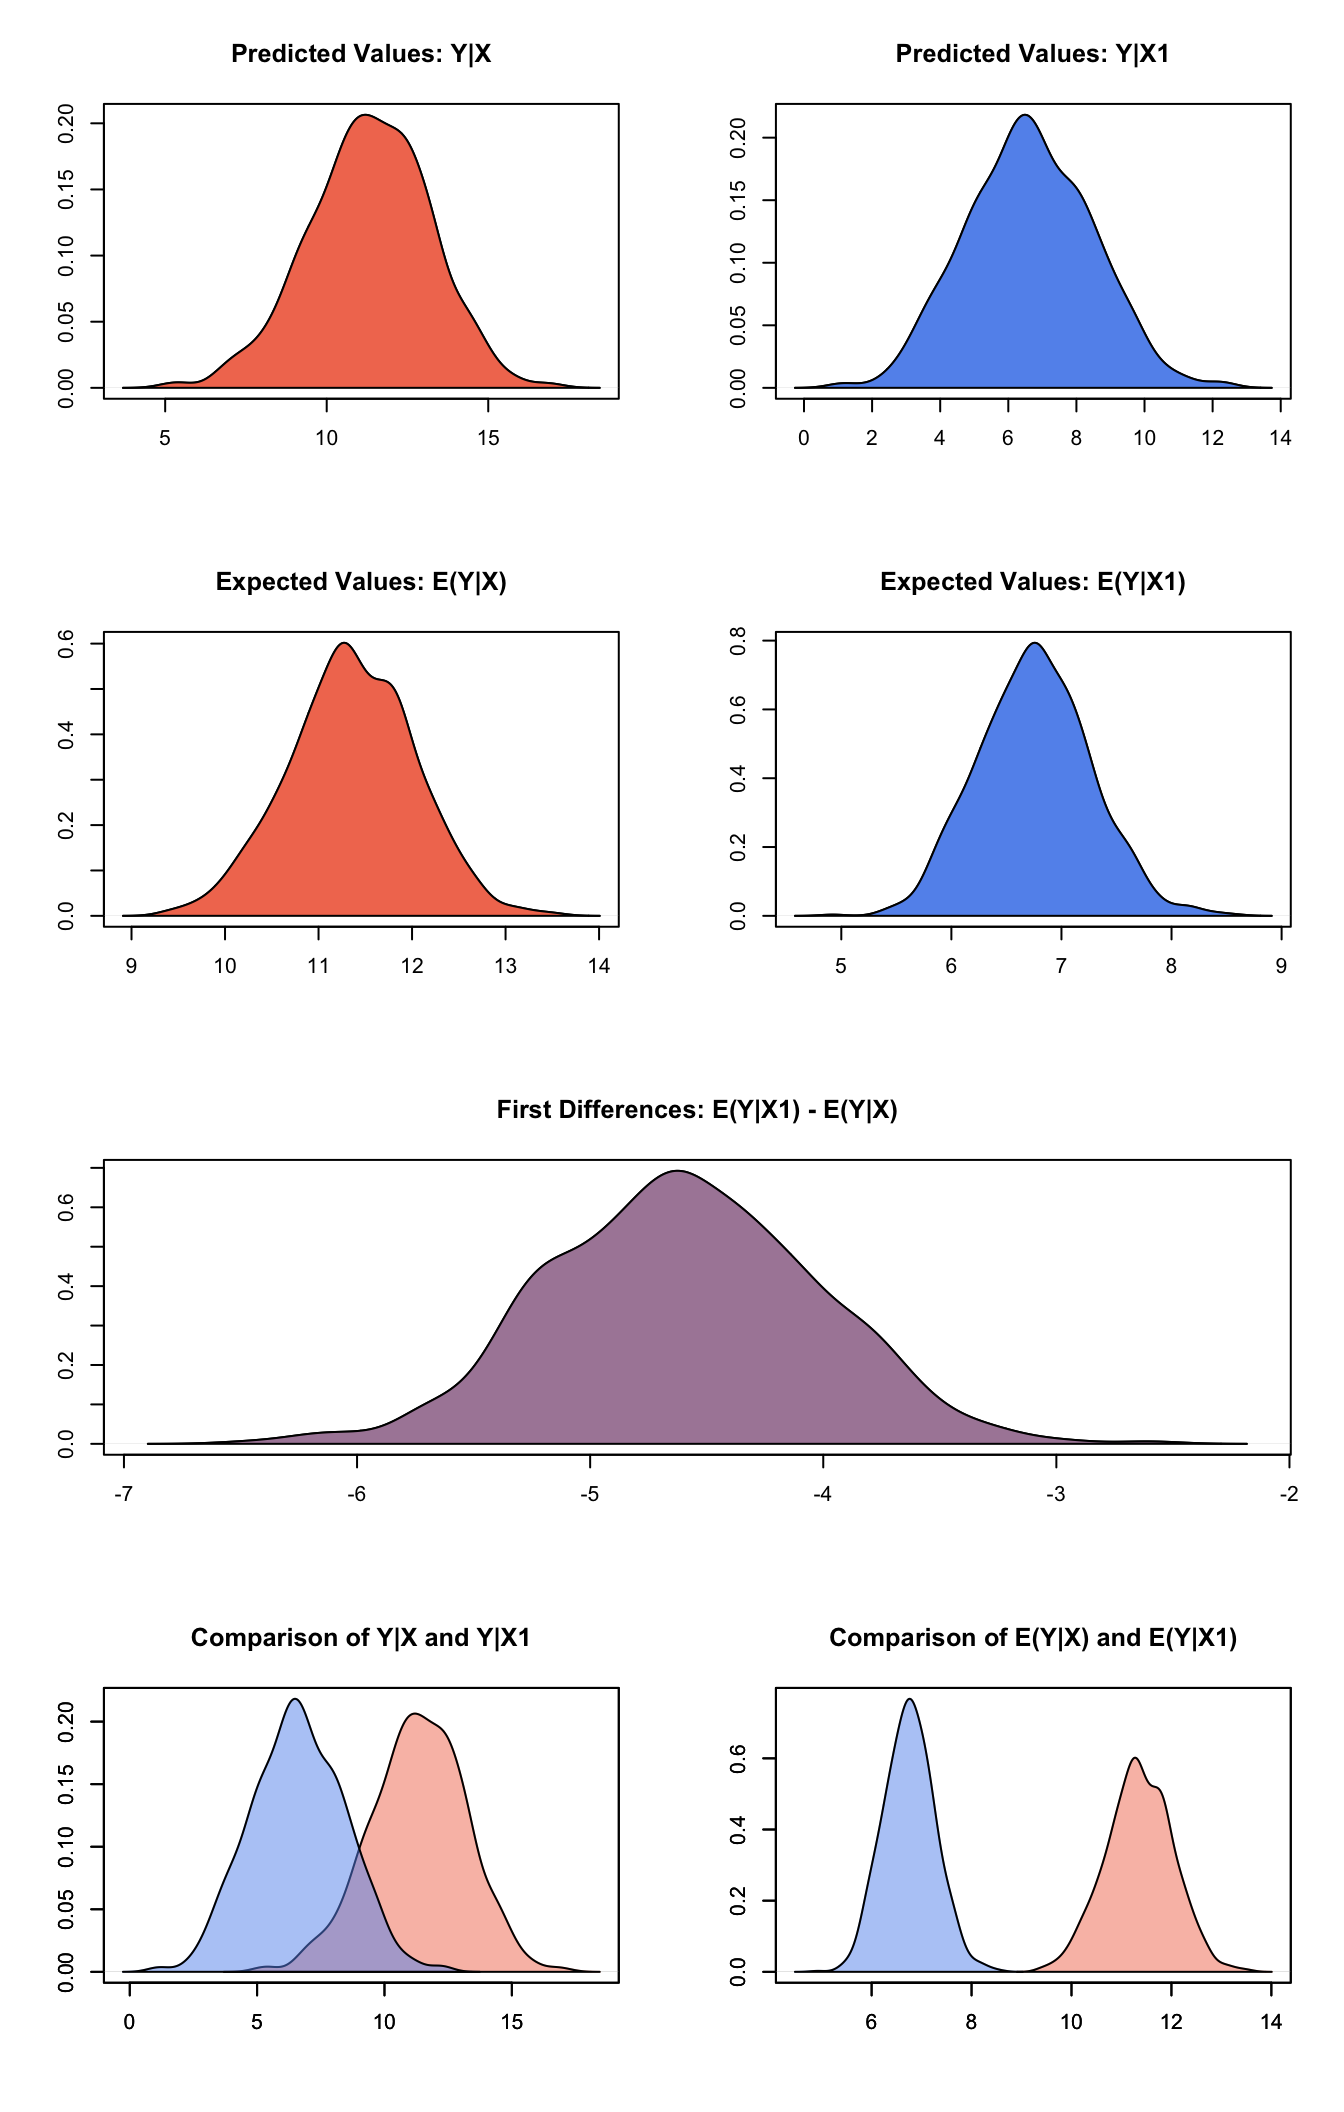 Predicted Values: Y|X
0.00 0.05 0.10 0.15 0.20
5 10 15
Predicted Values: Y|X1
0.00 0.05 0.10 0.15 0.20
0 2 4 6 8 10 12 14
Expected Values: E(Y|X)
0.0 0.2 0.4 0.6
9 10 11 12 13 14
Expected Values: E(Y|X1)
0.0 0.2 0.4 0.6 0.8
5 6 7 8 9
First Differences: E(Y|X1) - E(Y|X)
0.0 0.2 0.4 0.6
-7 -6 -5 -4 -3 -2
Comparison of Y|X and Y|X1
0.00 0.05 0.10 0.15 0.20
0 5 10 15
Comparison of E(Y|X) and E(Y|X1)
0.0 0.2 0.4 0.6
6 8 10 12 14